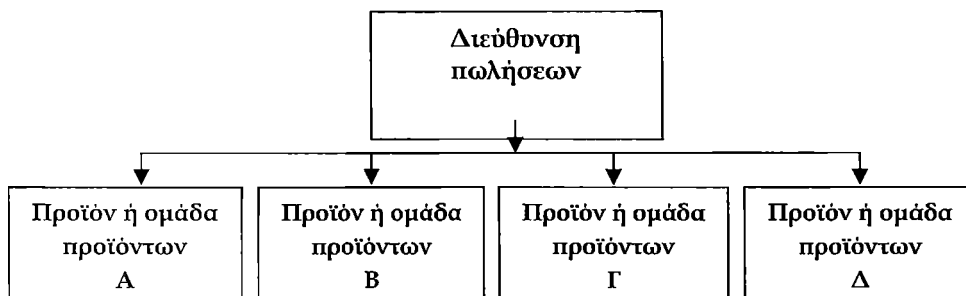 Διεύθυνση
πωλήσεων
Προϊόν ή ομάδα
προϊόντων
Α
Προϊόν ή ομάδα
προϊόντων
Β
Προϊόν ή ομάδα
προϊόντων
Γ
Προϊόν ή ομάδα
προϊόντων
Δ